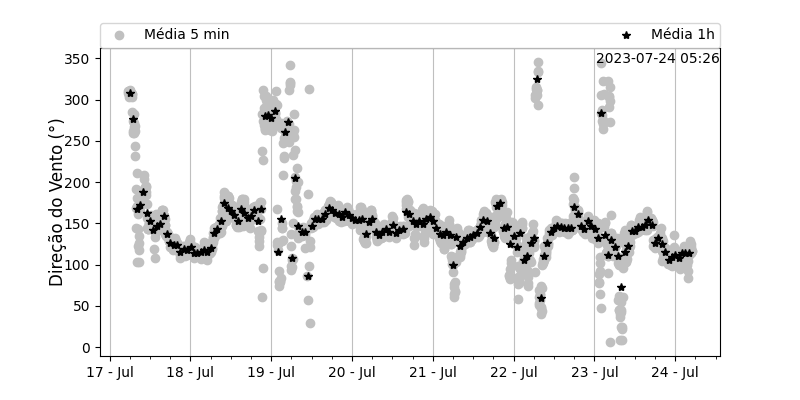 Média 5 min
Média 1h
2023-07-24 05:26
Direção do Vento (°)
350
300
250
200
150
100
50
0
17 - Jul
18 - Jul
19 - Jul
20 - Jul
21 - Jul
22 - Jul
23 - Jul
24 - Jul